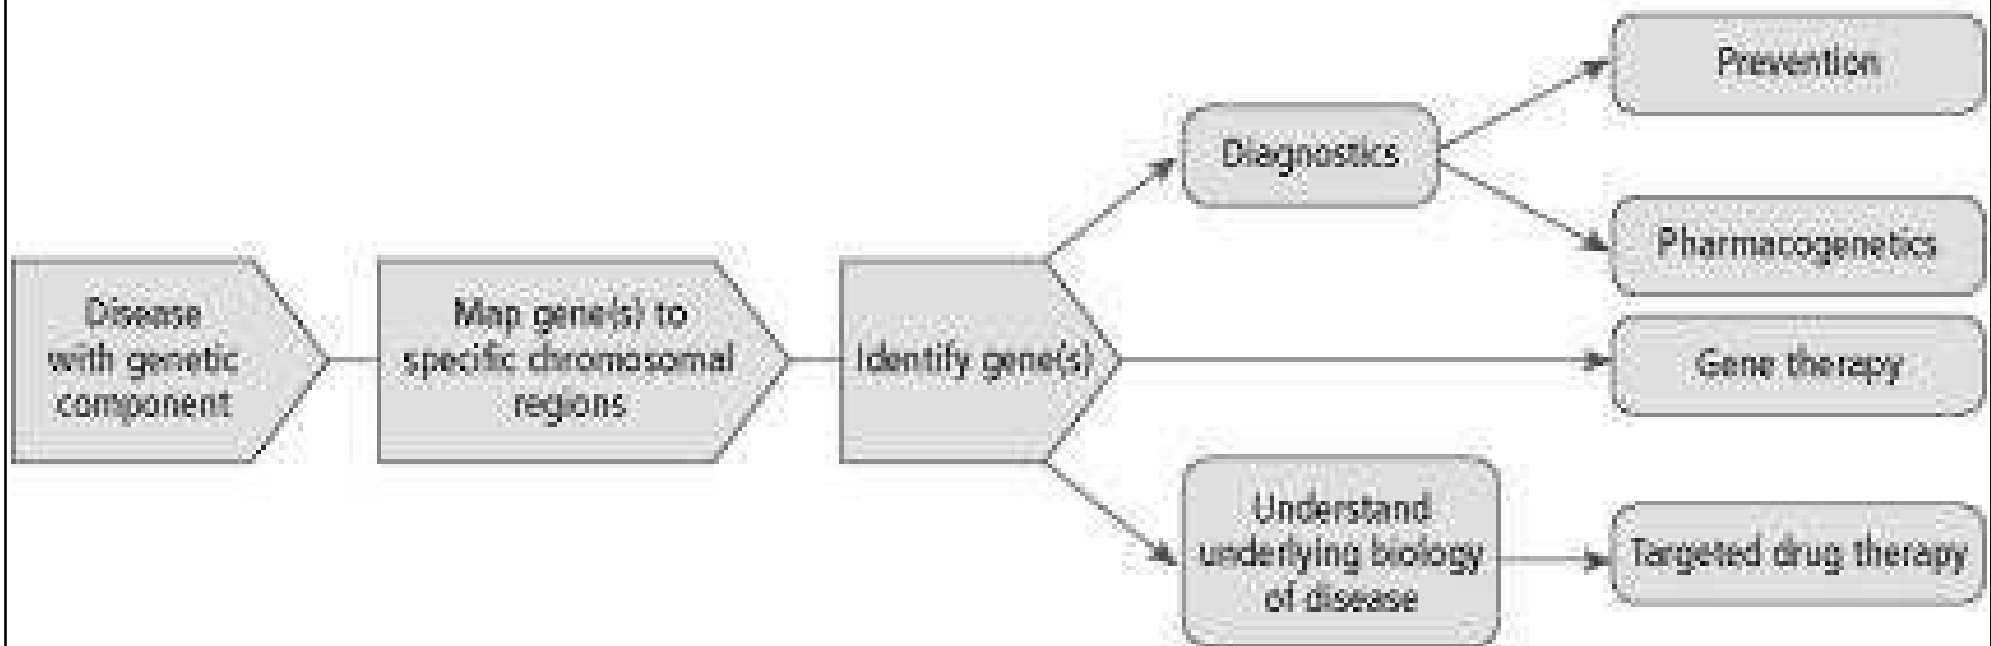 Disease
with genetic
component
Map gene(s) to
specific chromosomal
regions
Identify gene(s)
Diagnostics
Prevention
Pharmacogenetics
Gene therapy
Understand
underlying biology
of disease
Targeted drug therapy